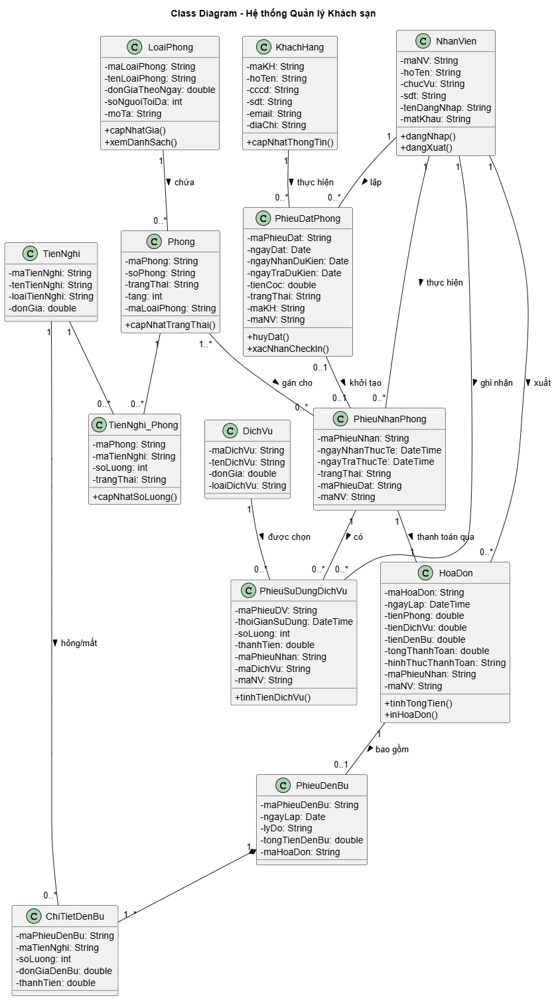 Class Diagram - Hệ thống Quản lý Khách sạn
C LoaiPhong
-maLoaiPhong: String
-tenLoaiPhong: String
-donGiaTheoNgay: double
-soNguoiToiDa: int
-moTa: String
+capNhatGia()
+xemDanhSach()
C KhachHang
-maKH: String
-hoTen: String
-cccd: String
-sdt: String
-email: String
-diaChi: String
+capNhatThongTin()
C NhanVien
-maNV: String
-hoTen: String
-chucVu: String
-sdt: String
-tenDangNhap: String
-matKhau: String
+dangNhap()
+dangXuat()
1
1
1
1
1
1
chứa
thực hiện
lập
0..*
0..*
0..*
C TienNghi
-maTienNghi: String
-tenTienNghi: String
-loaiTienNghi: String
-donGia: double
C Phong
-maPhong: String
-soPhong: String
-trangThai: String
-tang: int
-maLoaiPhong: String
+capNhatTrangThai()
C PhieuDatPhong
-maPhieuDat: String
-ngayDat: Date
-ngayNhanDuKien: Date
-ngayTraDuKien: Date
-tienCoc: double
-trangThai: String
-maKH: String
-maNV: String
+huyDat()
+xacNhanCheckIn()
thực hiện
1
1
1
1..*
0..1
gán cho
khởi tạo
ghi nhận
xuất
0..*
0..*
0..*
0..1
0..*
C TienNghi_Phong
-maPhong: String
-maTienNghi: String
-soLuong: int
-trangThai: String
+capNhatSoLuong()
C DichVu
-maDichVu: String
-tenDichVu: String
-donGia: double
-loaiDichVu: String
C PhieuNhanPhong
-maPhieuNhan: String
-ngayNhanThucTe: DateTime
-ngayTraThucTe: DateTime
-trangThai: String
-maPhieuDat: String
-maNV: String
1
1
1
được chọn
có
thanh toán qua
0..*
0..*
0..*
1
0..*
C PhieuSuDungDichVu
-maPhieuDV: String
-thoiGianSuDung: DateTime
-soLuong: int
-thanhTien: double
-maPhieuNhan: String
-maDichVu: String
-maNV: String
+tinhTienDichVu()
C HoaDon
-maHoaDon: String
-ngayLap: DateTime
-tienPhong: double
-tienDichVu: double
-tienDenBu: double
-tongThanhToan: double
-hinhThucThanhToan: String
-maPhieuNhan: String
-maNV: String
+tinhTongTien()
+inHoaDon()
hỏng/mất
1
bao gồm
0..1
C PhieuDenBu
-maPhieuDenBu: String
-ngayLap: Date
-lyDo: String
-tongTienDenBu: double
-maHoaDon: String
1
0..*
1..*
C ChiTietDenBu
-maPhieuDenBu: String
-maTienNghi: String
-soLuong: int
-donGiaDenBu: double
-thanhTien: double